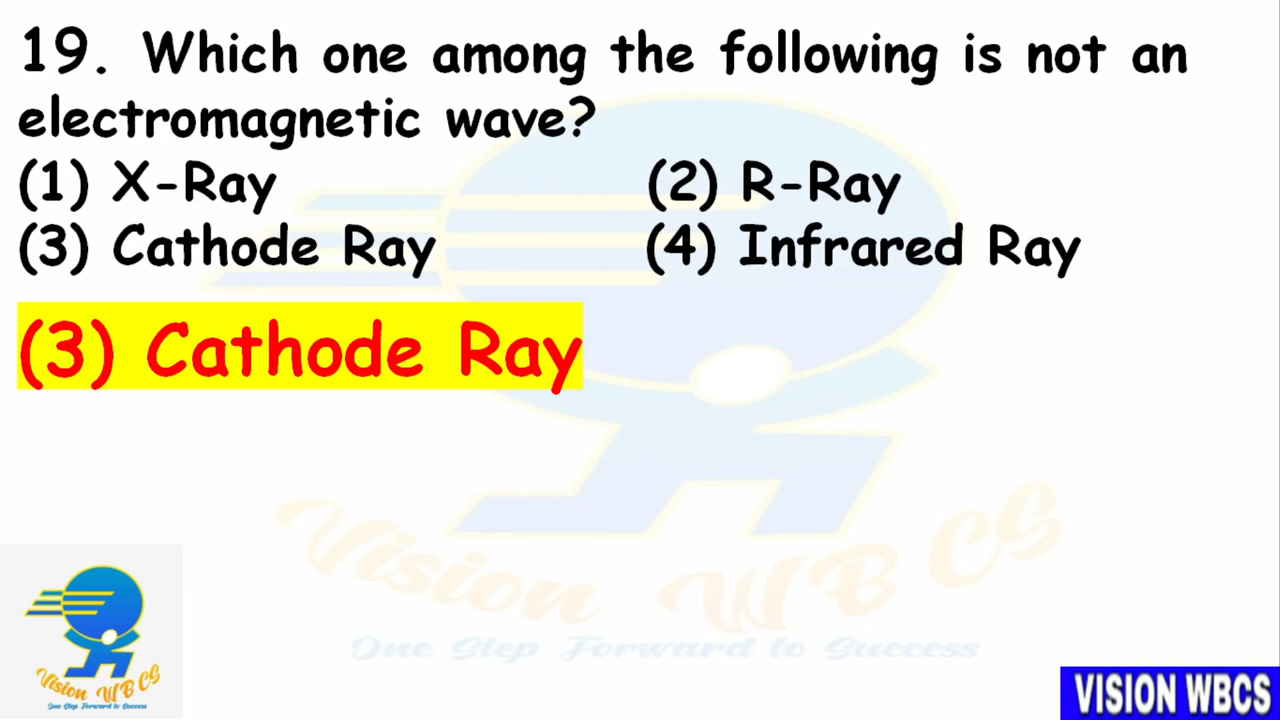 19. Which one among the following is not an
electromagnetic wave?
(1) X-Ray (2) R-Ray
(3) Cathode Ray (4) Infrared Ray
(3) Cathode Ray
Vision WBCS
One Step Forward to Success
Vision WBCS
One Step Forward to Success
VISION WBCS